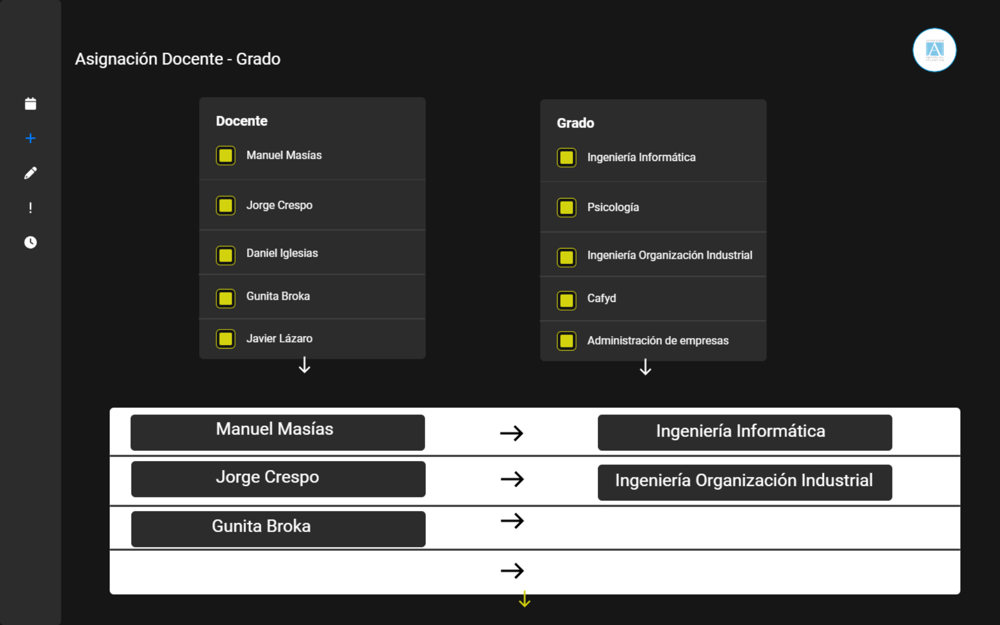 Asignación Docente - Grado
Docente
Manuel Masías
Jorge Crespo
Daniel Iglesias
Gunita Broka
Javier Lázaro
Grado
Ingeniería Informática
Psicología
Ingeniería Organización Industrial
Cafyd
Administración de empresas
Manuel Masías
Ingeniería Informática
Jorge Crespo
Ingeniería Organización Industrial
Gunita Broka